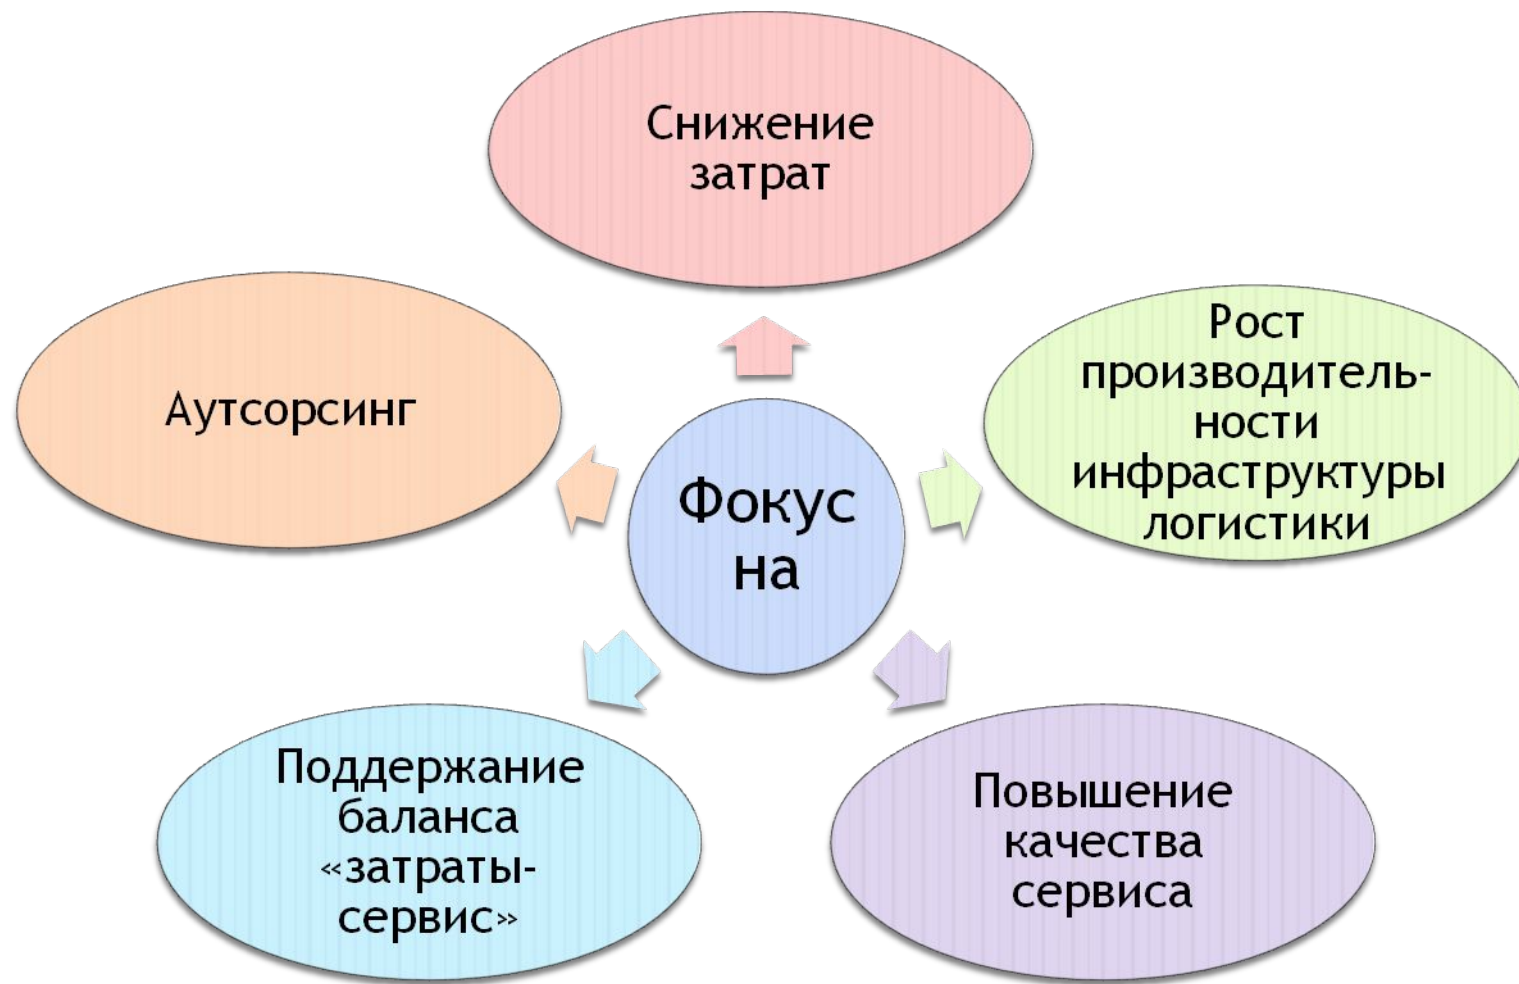 Снижение
затрат
Рост
производитель-
ности
инфраструктуры
логистики
Аутсорсинг
Фокус
на
Поддержание
баланса
«затраты-
сервис»
Повышение
качества
сервиса